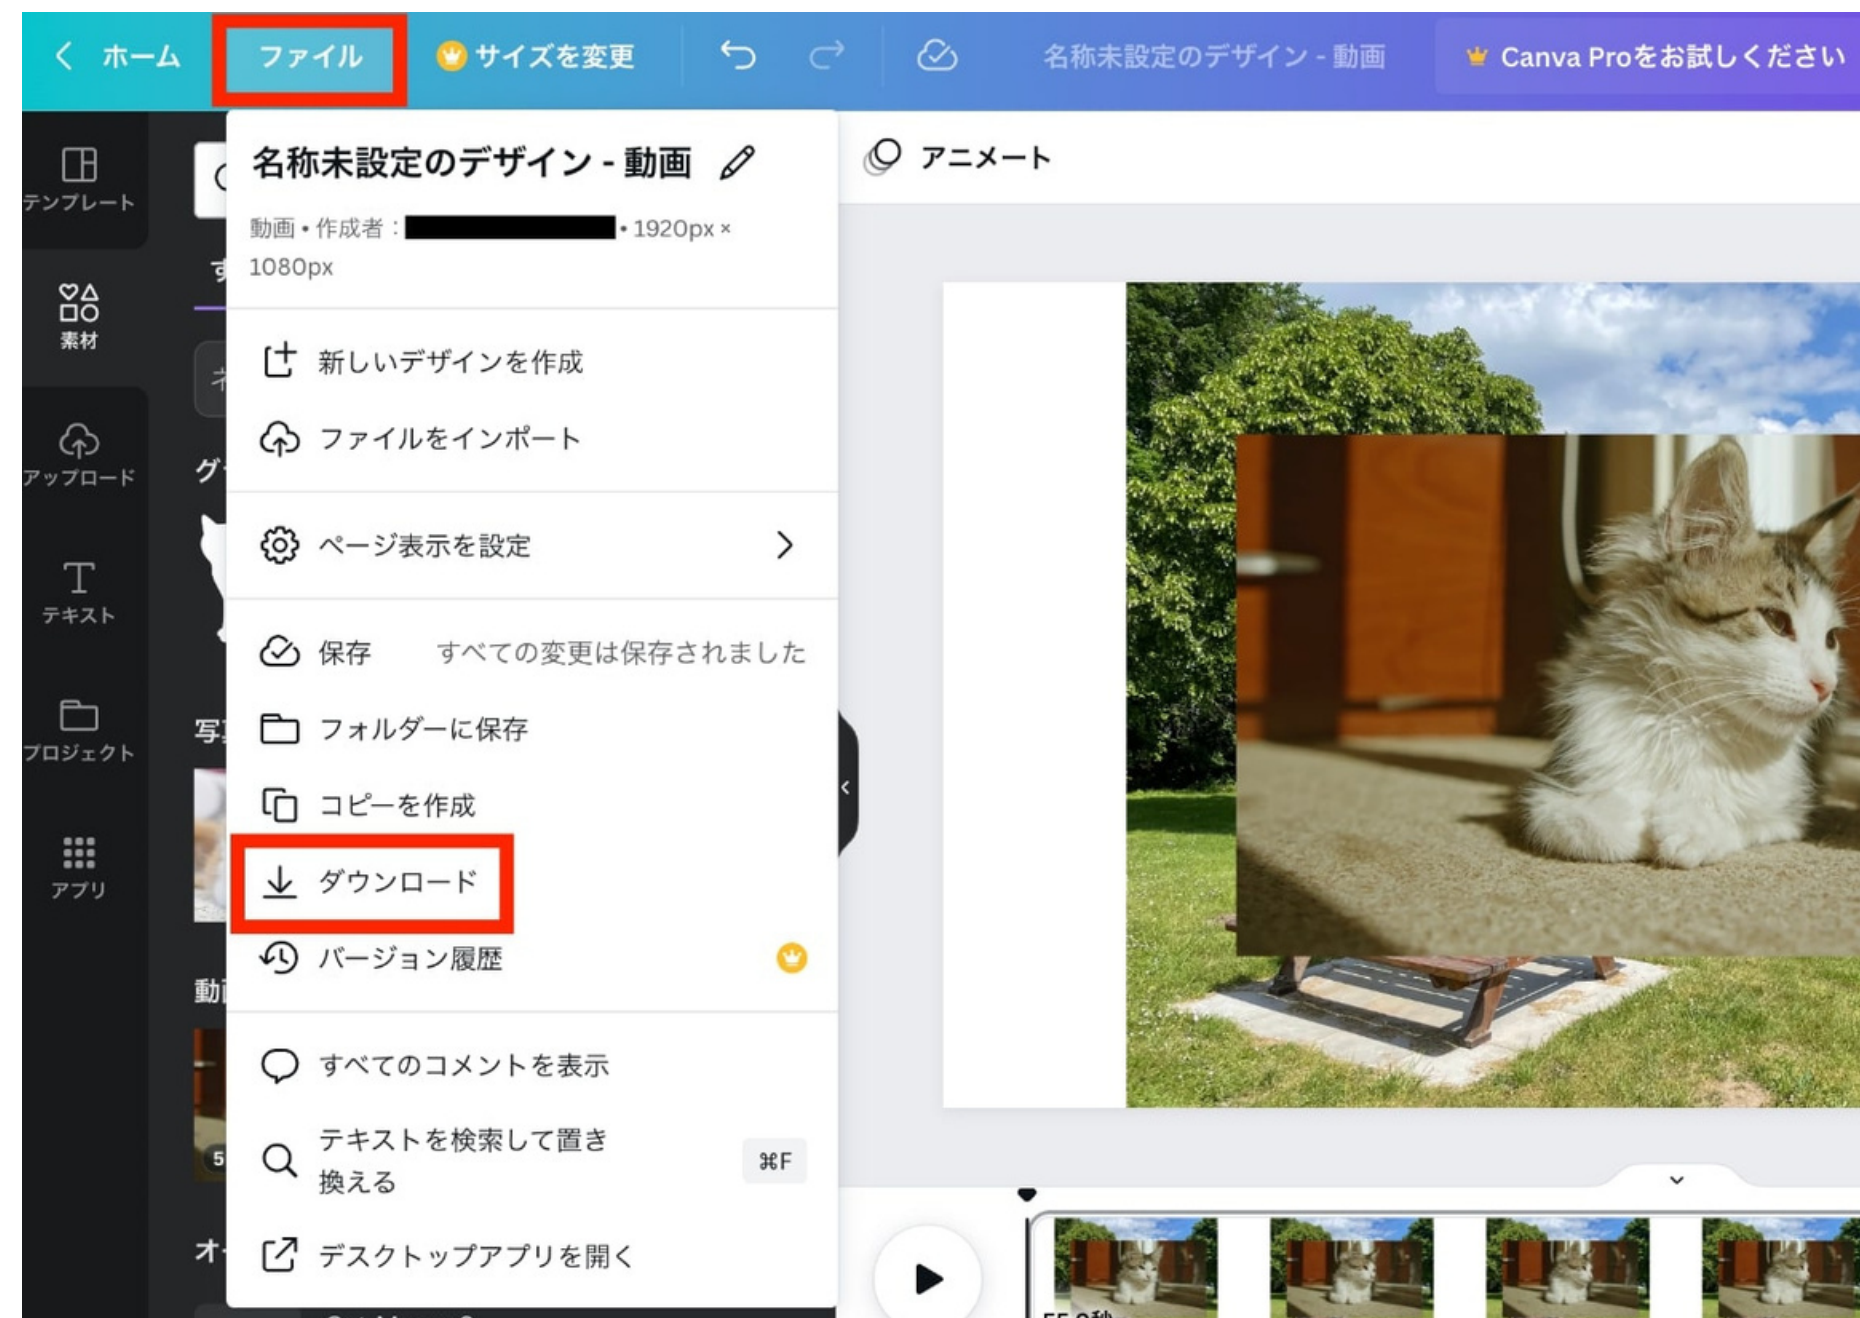 ホーム
ファイル
サイズを変更
名称未設定のデザイン - 動画
Canva Proをお試しください
テンプレート
素材
アップロード
テキスト
プロジェクト
アプリ
名称未設定のデザイン - 動画
動画 • 作成者：
• 1920px ×
1080px
新しいデザインを作成
ファイルをインポート
ページ表示を設定
保存 すべての変更は保存されました
フォルダーに保存
コピーを作成
ダウンロード
バージョン履歴
すべてのコメントを表示
テキストを検索して置き
換える
⌘F
デスクトップアプリを開く
アニメート